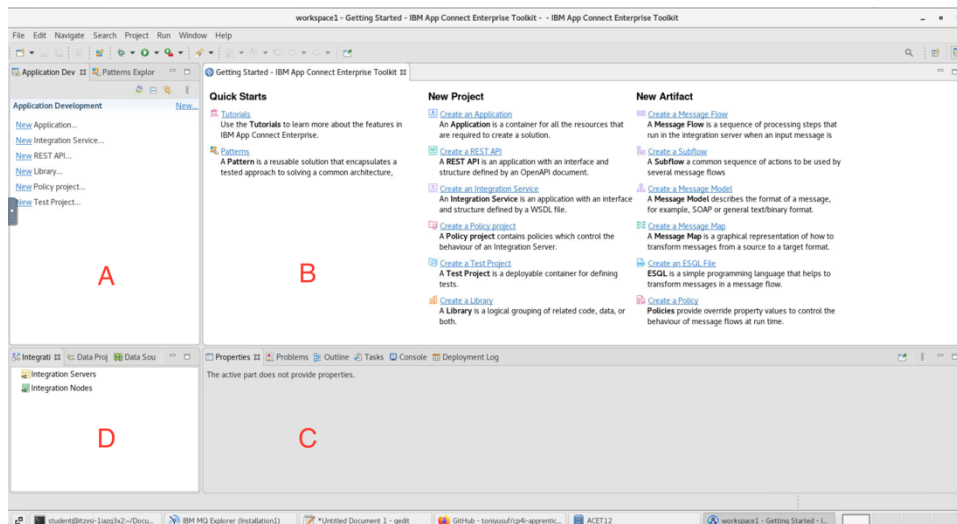 workspace1 - Getting Started - IBM App Connect Enterprise Toolkit - - IBM App Connect Enterprise Toolkit
File Edit Navigate Search Project Run Window Help
Application Dev Patterns Explor
Application Development New...
New Application...
New Integration Service...
New REST API...
New Library...
New Policy project...
New Test Project...
A
Getting Started - IBM App Connect Enterprise Toolkit
Quick Starts
Tutorials
Use the Tutorials to learn more about the features in
IBM App Connect Enterprise.
Patterns
A Pattern is a reusable solution that encapsulates a
tested approach to solving a common architecture,
B
New Project
Create an Application
An Application is a container for all the resources that
are required to create a solution.
Create a REST API
A REST API is an application with an interface and
structure defined by an OpenAPI document.
Create an Integration Service
An Integration Service is an application with an interface
and structure defined by a WSDL file.
Create a Policy project
A Policy project contains policies which control the
behaviour of an Integration Server.
Create a Test Project
A Test Project is a deployable container for defining
tests.
Create a Library
A Library is a logical grouping of related code, data, or
both.
New Artifact
Create a Message Flow
A Message Flow is a sequence of processing steps that
run in the integration server when an input message is
Create a Subflow
A Subflow a common sequence of actions to be used by
several message flows
Create a Message Model
A Message Model describes the format of a message,
for example, SOAP or general text/binary format.
Create a Message Map
A Message Map is a graphical representation of how to
transform messages from a source to a target format.
Create an ESQL File
ESQL is a simple programming language that helps to
transform messages in a message flow.
Create a Policy
Policies provide override property values to control the
behaviour of message flows at run time.
Integrati Data Proj Data Sou
Integration Servers
Integration Nodes
D
Properties Problems Outline Tasks Console Deployment Log
The active part does not provide properties.
C
student@itzvsi-1iazg3x2:~/Docu... IBM MQ Explorer (Installation1) *Untitled Document 1 - gedit GitHub - toniyusuf/cp4i-apprentic... ACET12 workspace1 - Getting Started - I...